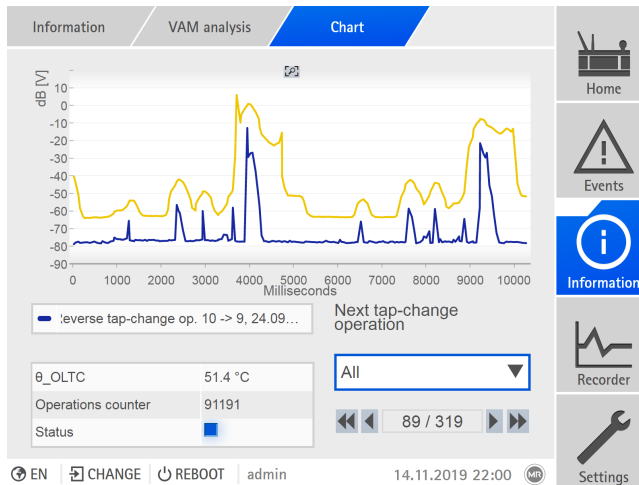 Information
VAM analysis
Chart
Home
Events
Information
Recorder
Settings
dB [V]
10
0
-10
-20
-30
-40
-50
-60
-70
-80
-90
0 1000 2000 3000 4000 5000 6000 7000 8000 9000 10000
Milliseconds
everse tap-change op. 10 -> 9, 24.09...
Next tap-change
operation
All
θ_OLTC 51.4 °C
Operations counter 91191
Status
89 / 319
EN CHANGE REBOOT admin 14.11.2019 22:00 MR